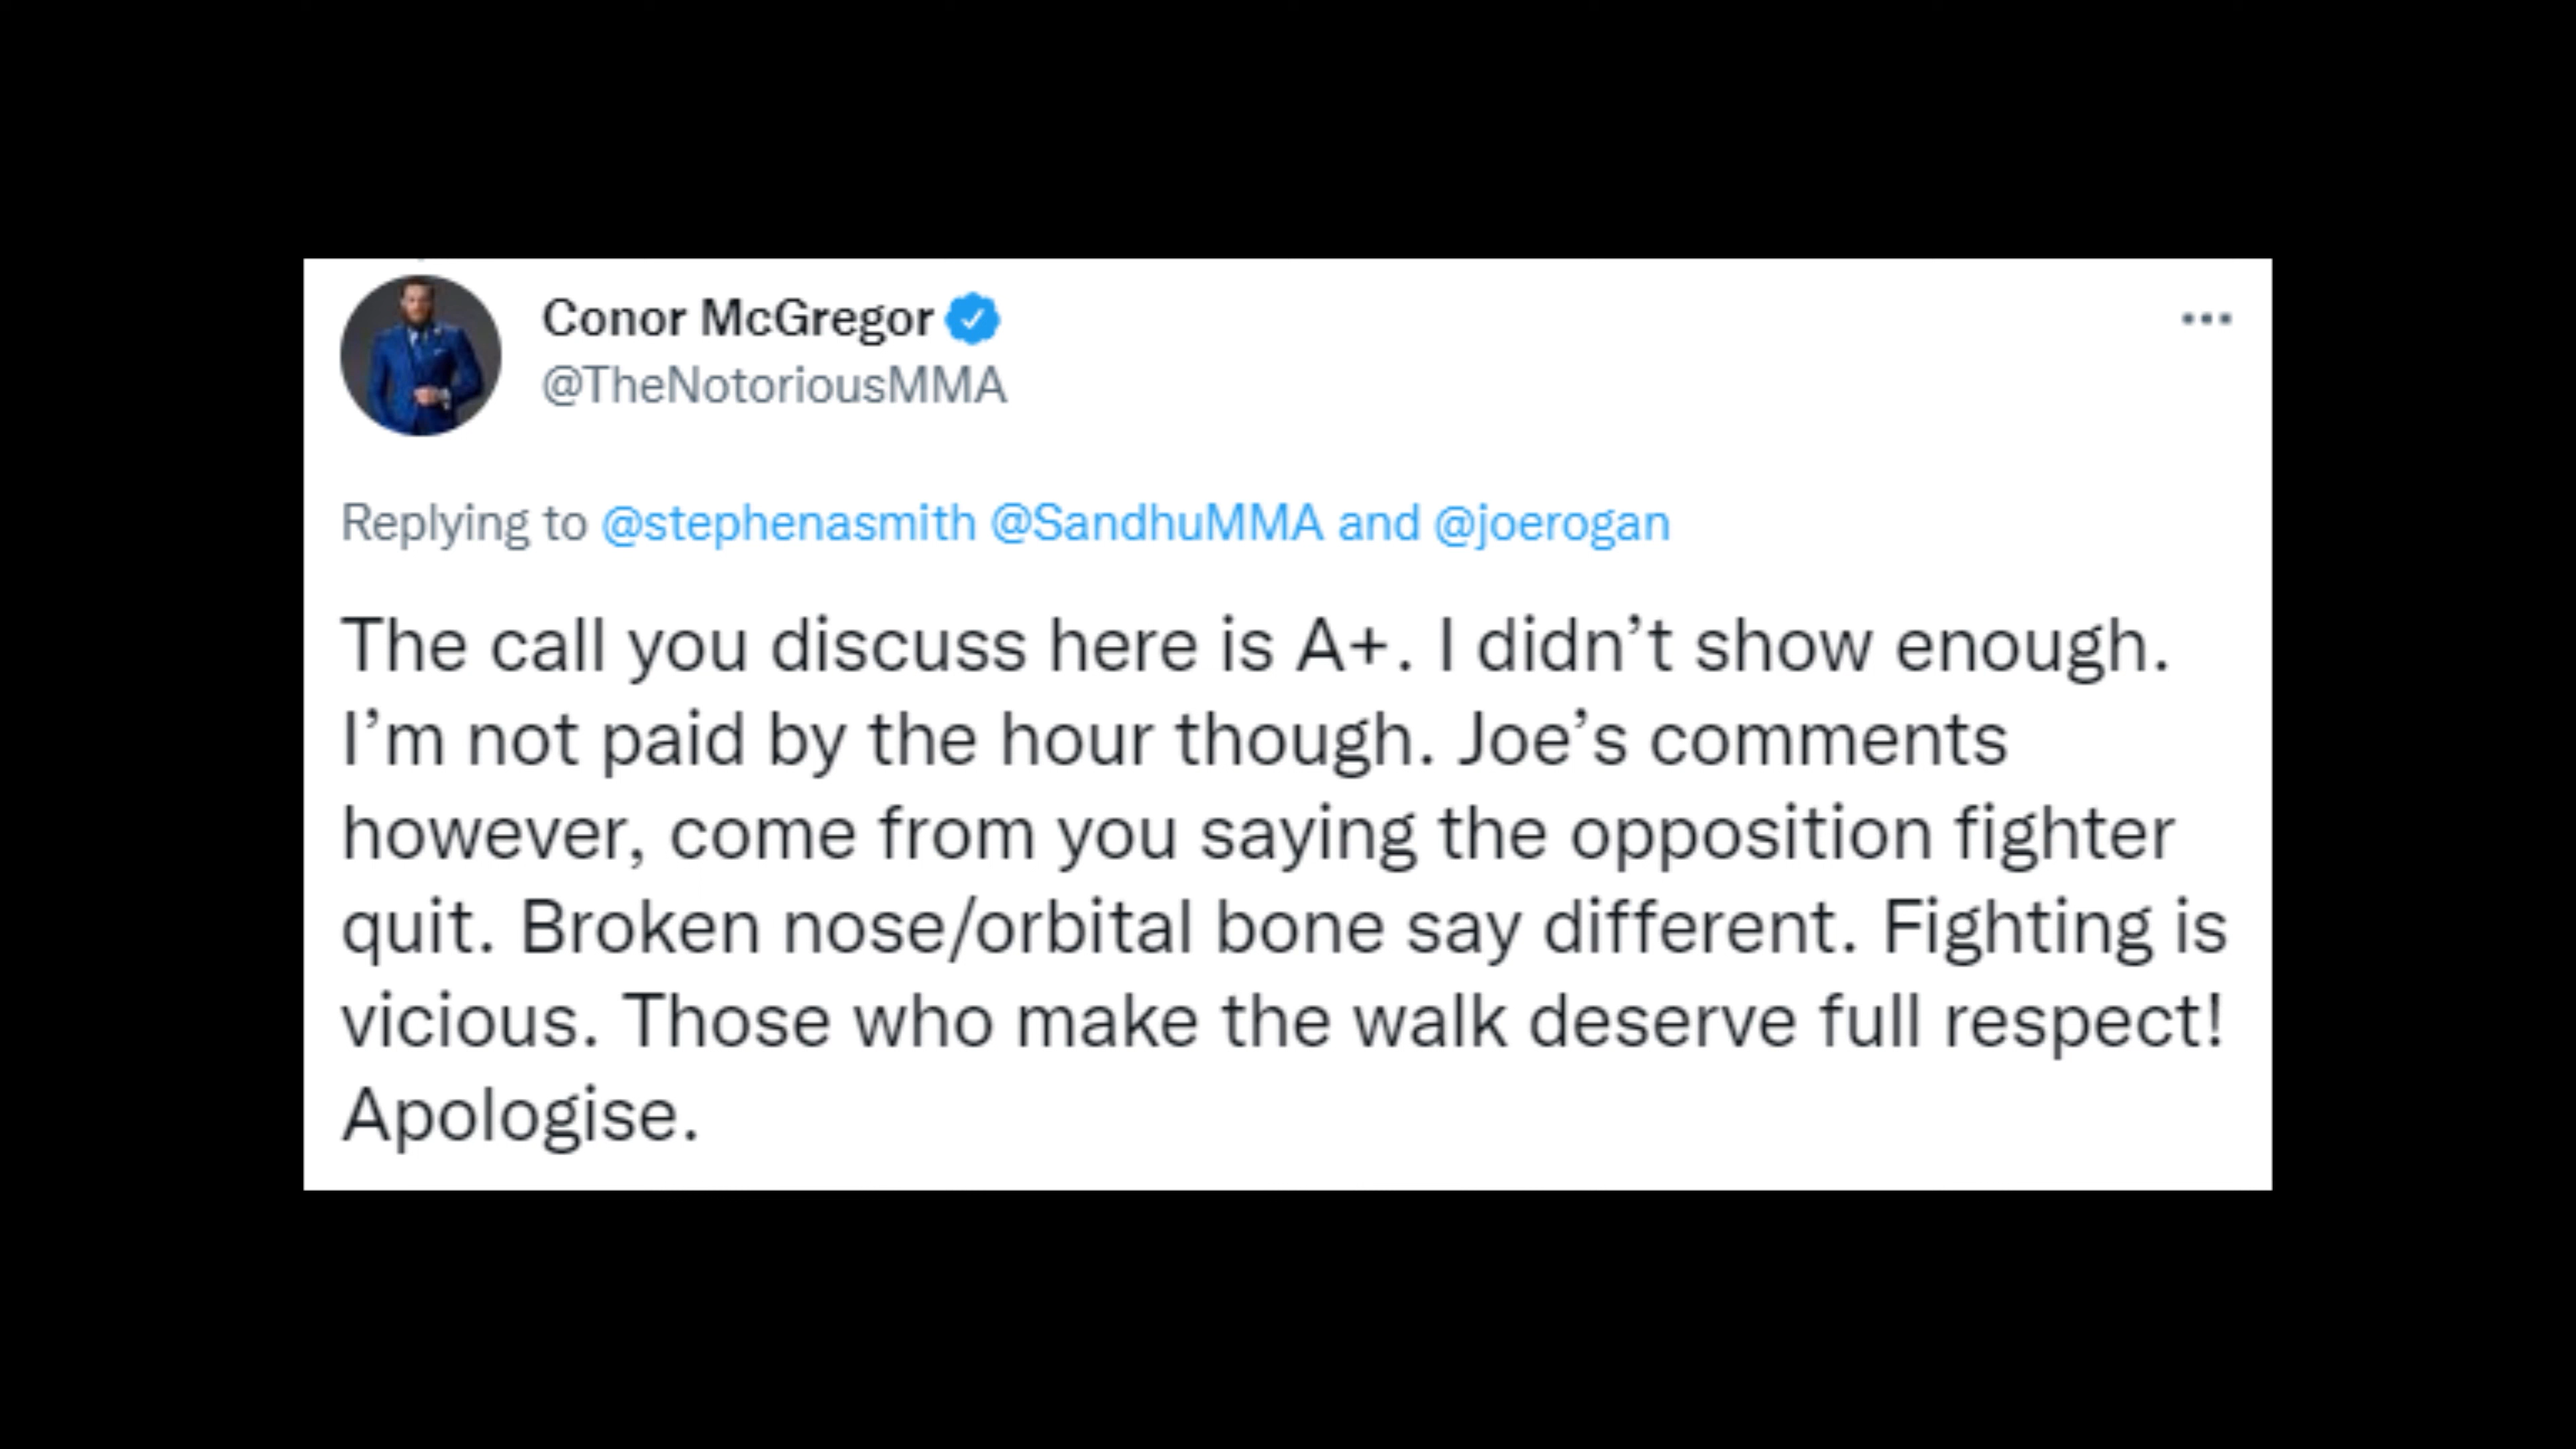 Conor McGregor
@TheNotoriousMMA
Replying to @stephenasmith @SandhuMMA and @joerogan
The call you discuss here is A+. I didn’t show enough.
I’m not paid by the hour though. Joe’s comments
however, come from you saying the opposition fighter
quit. Broken nose/orbital bone say different. Fighting is
vicious. Those who make the walk deserve full respect!
Apologise.